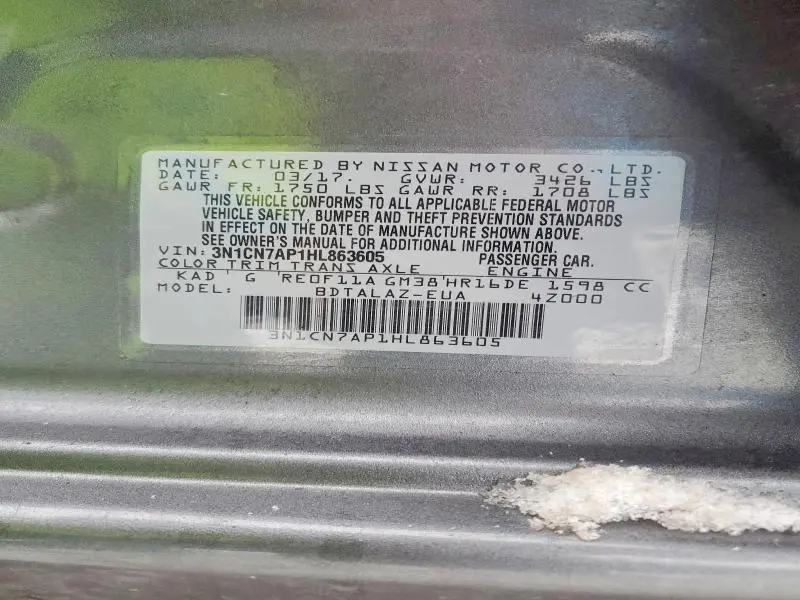 MANUFACTURED BY NISSAN MOTOR CO., LTD.
DATE: 03/17. GVWR: 3426 LBS
GAWR FR: 1750 LBS GAWR RR: 1708 LBS
THIS VEHICLE CONFORMS TO ALL APPLICABLE FEDERAL MOTOR
VEHICLE SAFETY, BUMPER AND THEFT PREVENTION STANDARDS
IN EFFECT ON THE DATE OF MANUFACTURE SHOWN ABOVE.
SEE OWNER'S MANUAL FOR ADDITIONAL INFORMATION.
VIN: 3N1CN7AP1HL863605 PASSENGER CAR.
COLOR TRIM TRANS AXLE ENGINE
KAD ' G 'RE0F11A GM38'HR16DE 1598 CC
MODEL: BDTALAZ-EUA 4Z000
3N1CN7AP1HL863605